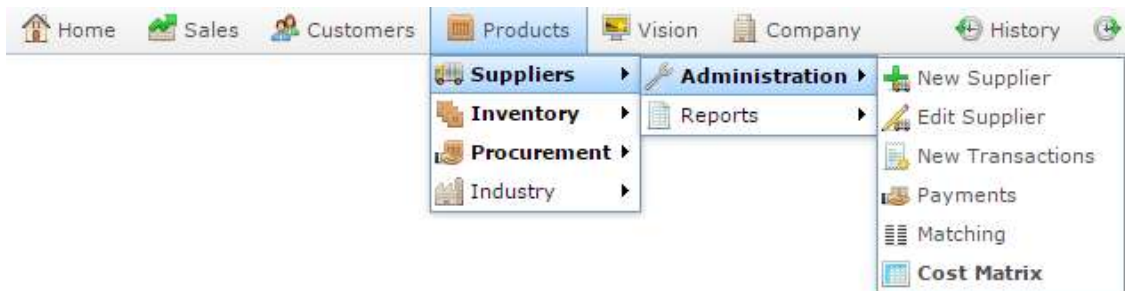 Home Sales Customers Products Vision Company History
Suppliers Administration New Supplier
Edit Supplier
Inventory Reports
New Transactions
Procurement
Payments
Industry
Matching
Cost Matrix